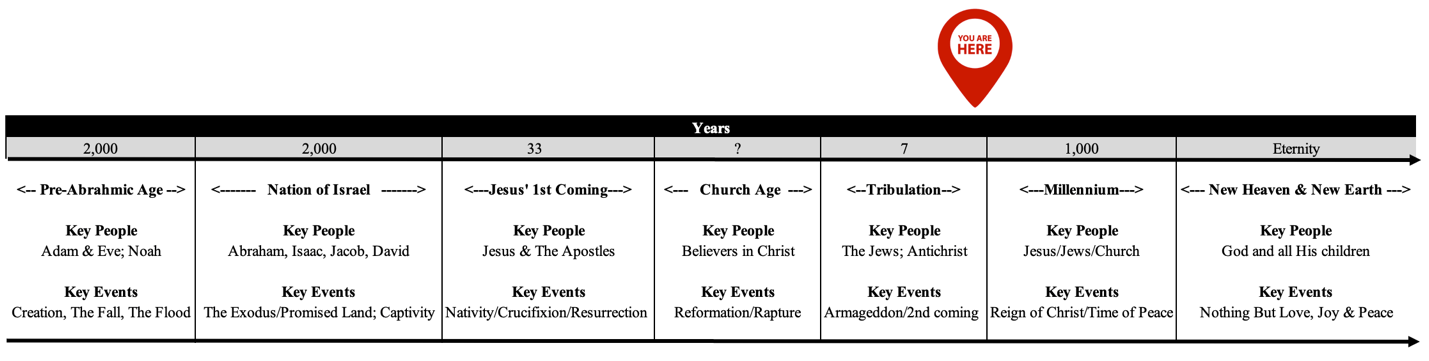 YOU ARE
HERE
Years
2,000 2,000 33 ? 7 1,000 Eternity
<-- Pre-Abrahmic Age --> <------- Nation of Israel -------> <---Jesus' 1st Coming---> <--- Church Age ---> <--Tribulation--> <---Millennium---> <--- New Heaven & New Earth --->
Key People Key People Key People Key People Key People Key People Key People
Adam & Eve; Noah Abraham, Isaac, Jacob, David Jesus & The Apostles Believers in Christ The Jews; Antichrist Jesus/Jews/Church God and all His children
Key Events Key Events Key Events Key Events Key Events Key Events Key Events
Creation, The Fall, The Flood The Exodus/Promised Land; Captivity Nativity/Crucifixion/Resurrection Reformation/Rapture Armageddon/2nd coming Reign of Christ/Time of Peace Nothing But Love, Joy & Peace